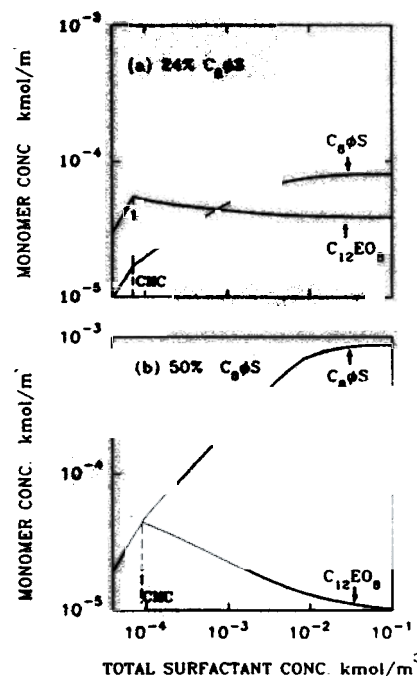 10⁻³
(a) 24% C₈ϕS
MONOMER CONC kmol/m³
10⁻⁴
C₈ϕS
C₁₂EO₈
CMC
10⁻⁵
10⁻³
(b) 50% C₈ϕS
C₈ϕS
MONOMER CONC. kmol/m³
10⁻⁴
C₁₂EO₈
CMC
10⁻⁵
10⁻⁴ 10⁻³ 10⁻² 10⁻¹
TOTAL SURFACTANT CONC. kmol/m³